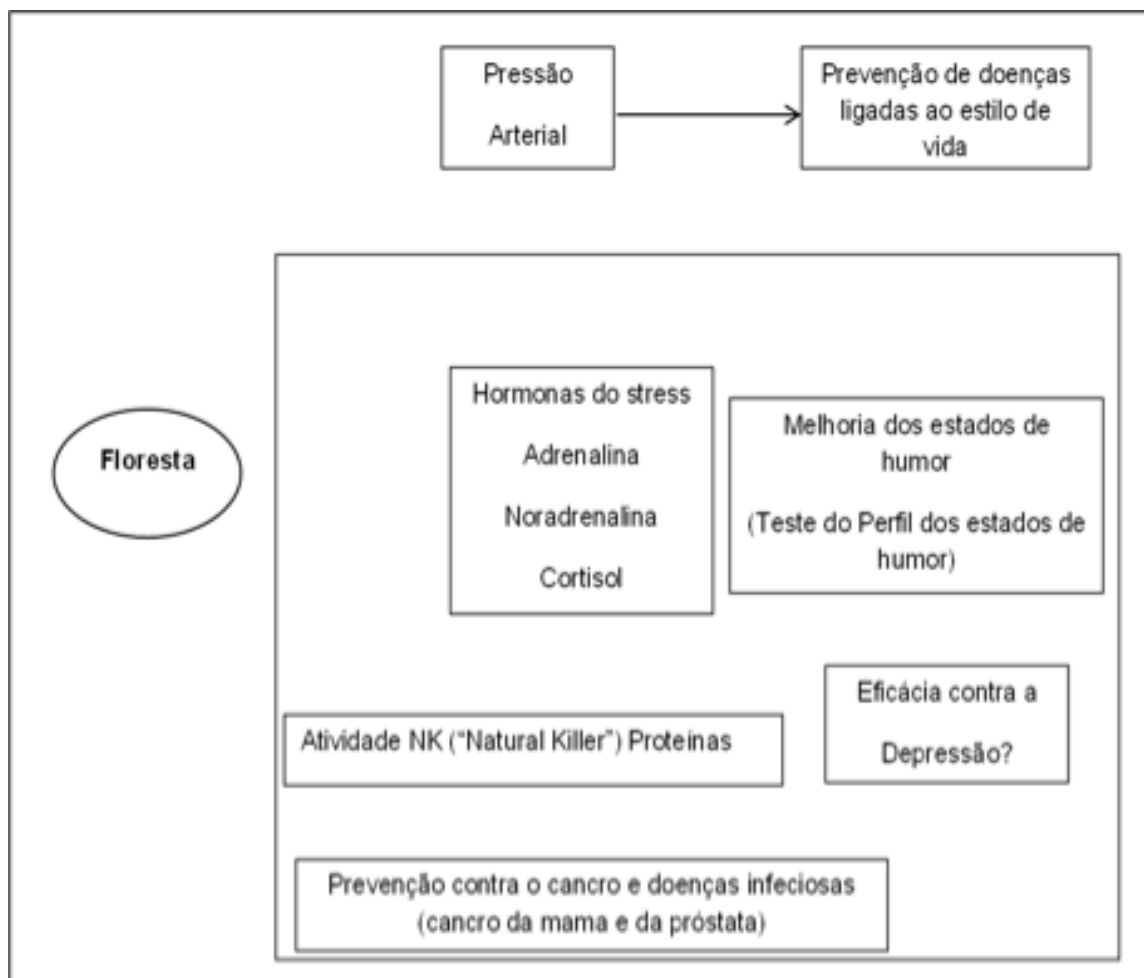 Pressão
Arterial
Prevenção de doenças
ligadas ao estilo de
vida
Floresta
Hormonas do stress
Adrenalina
Noradrenalina
Cortisol
Melhoria dos estados de
humor
(Teste do Perfil dos estados de
humor)
Eficácia contra a
Depressão?
Atividade NK (“Natural Killer”) Proteínas
Prevenção contra o cancro e doenças infeciosas
(cancro da mama e da próstata)